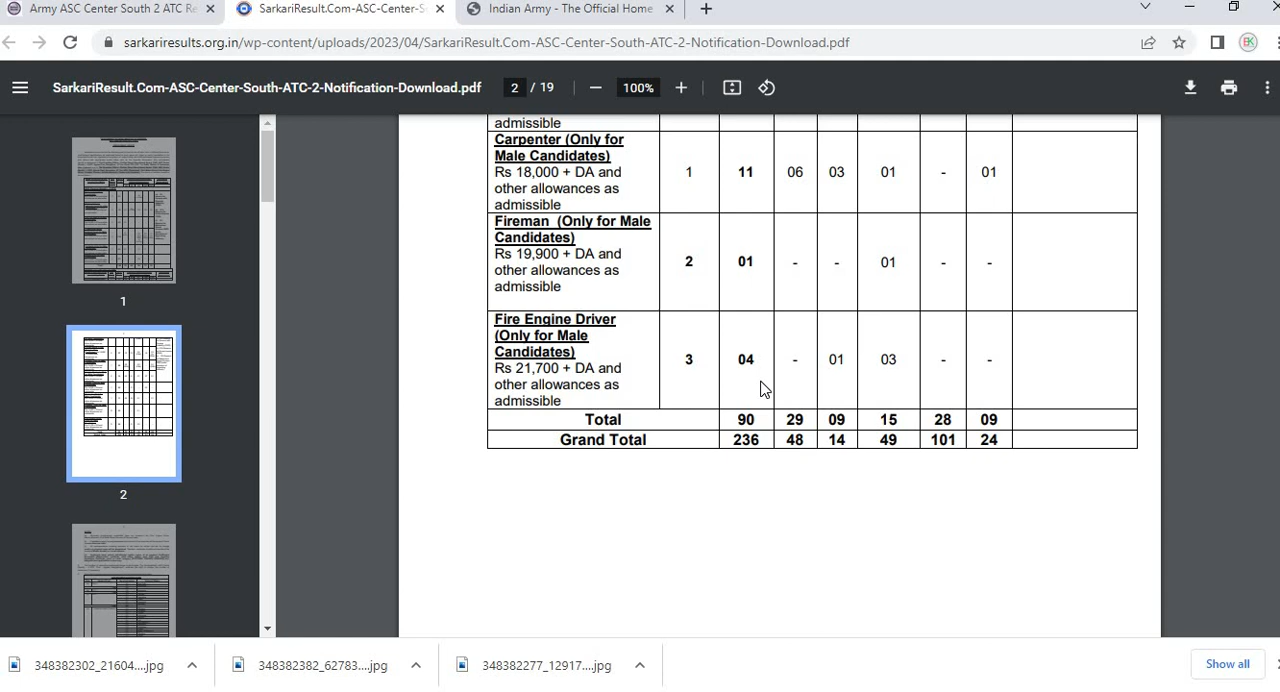 Army ASC Center South 2 ATC Re
SarkariResult.Com-ASC-Center-S
Indian Army - The Official Home
sarkariresults.org.in/wp-content/uploads/2023/04/SarkariResult.Com-ASC-Center-South-ATC-2-Notification-Download.pdf
SarkariResult.Com-ASC-Center-South-ATC-2-Notification-Download.pdf 2 / 19 100%
admissible
Carpenter (Only for
Male Candidates)
Rs 18,000 + DA and 1 11 06 03 01 - 01
other allowances as
admissible
Fireman (Only for Male
Candidates)
Rs 19,900 + DA and 2 01 - - 01 - -
other allowances as
admissible
Fire Engine Driver
(Only for Male
Candidates)
Rs 21,700 + DA and 3 04 - 01 03 - -
other allowances as
admissible
Total 90 29 09 15 28 09
Grand Total 236 48 14 49 101 24
1
2
348382302_21604....jpg
348382382_62783....jpg
348382277_12917....jpg
Show all